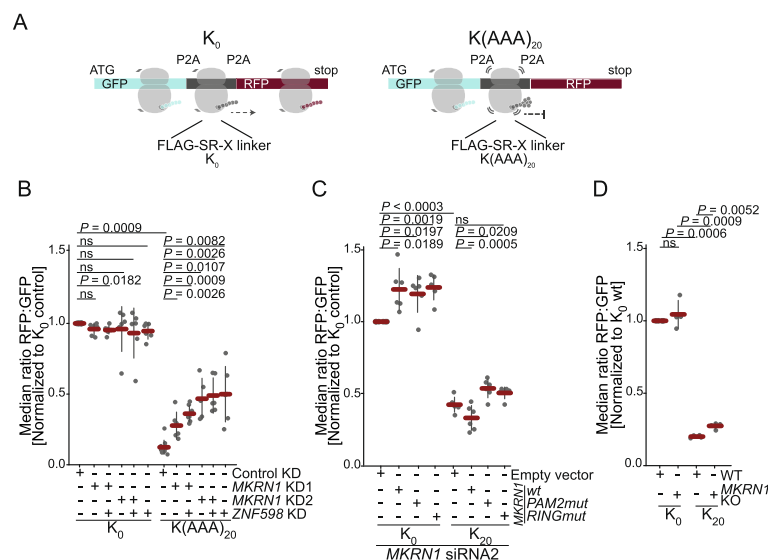 A
K0
K(AAA)20
P2A P2A
P2A P2A
ATG
stop
ATG
stop
GFP
RFP
GFP
RFP
FLAG-SR-X linker
K0
FLAG-SR-X linker
K(AAA)20
B
P = 0.0009
ns
ns
ns
P = 0.0182
ns
P = 0.0082
P = 0.0026
P = 0.0107
P = 0.0009
P = 0.0026
Median ratio RFP:GFP
[Normalized to K0 control]
1.5
1.0
0.5
0.0
+ - - - - - + - - - - - Control KD
- + + - - - - + + - - - MKRN1 KD1
- - - + + - - - - + + - MKRN1 KD2
- - + - + + - - + - + + ZNF598 KD
K0
K(AAA)20
C
P < 0.0003
P = 0.0019
P = 0.0197
P = 0.0189
ns
P = 0.0209
P = 0.0005
Median ratio RFP:GFP
[Normalized to K0 control]
1.5
1.0
0.5
0.0
+ - - - + - - - Empty vector
- + - - - + - - wt
- - + - - - + - PAM2mut
- - - + - - - + RINGmut
MKRN1
K0
K20
MKRN1 siRNA2
D
P = 0.0052
P = 0.0009
P = 0.0006
ns
Median ratio RFP:GFP
[Normalized to K0 wt]
1.5
1.0
0.5
0.0
+ - + - WT
- + - + MKRN1
KO
K0
K20